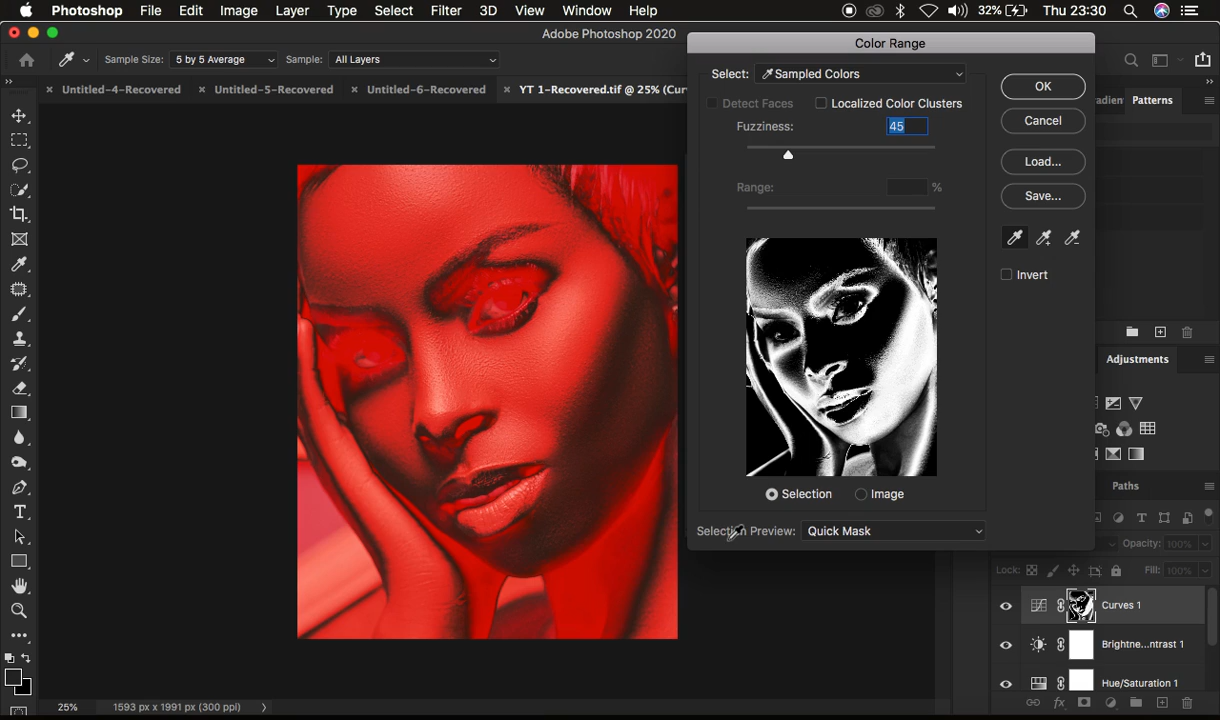 Photoshop File Edit Image Layer Type Select Filter 3D View Window Help 32% Thu 23:30
Adobe Photoshop 2020
Sample Size: 5 by 5 Average Sample: All Layers
× Untitled-4-Recovered × Untitled-5-Recovered × Untitled-6-Recovered × YT 1-Recovered.tif @ 25% (Cur
Color Range
Select: Sampled Colors
Detect Faces Localized Color Clusters
Fuzziness: 45
Range: %
OK
Cancel
Load...
Save...
Invert
Selection Image
Selection Preview: Quick Mask
Patterns
Adjustments
Paths
Opacity: 100%
Lock: Fill: 100%
Curves 1
Brightne...ntrast 1
Hue/Saturation 1
25% 1593 px x 1991 px (300 ppi)